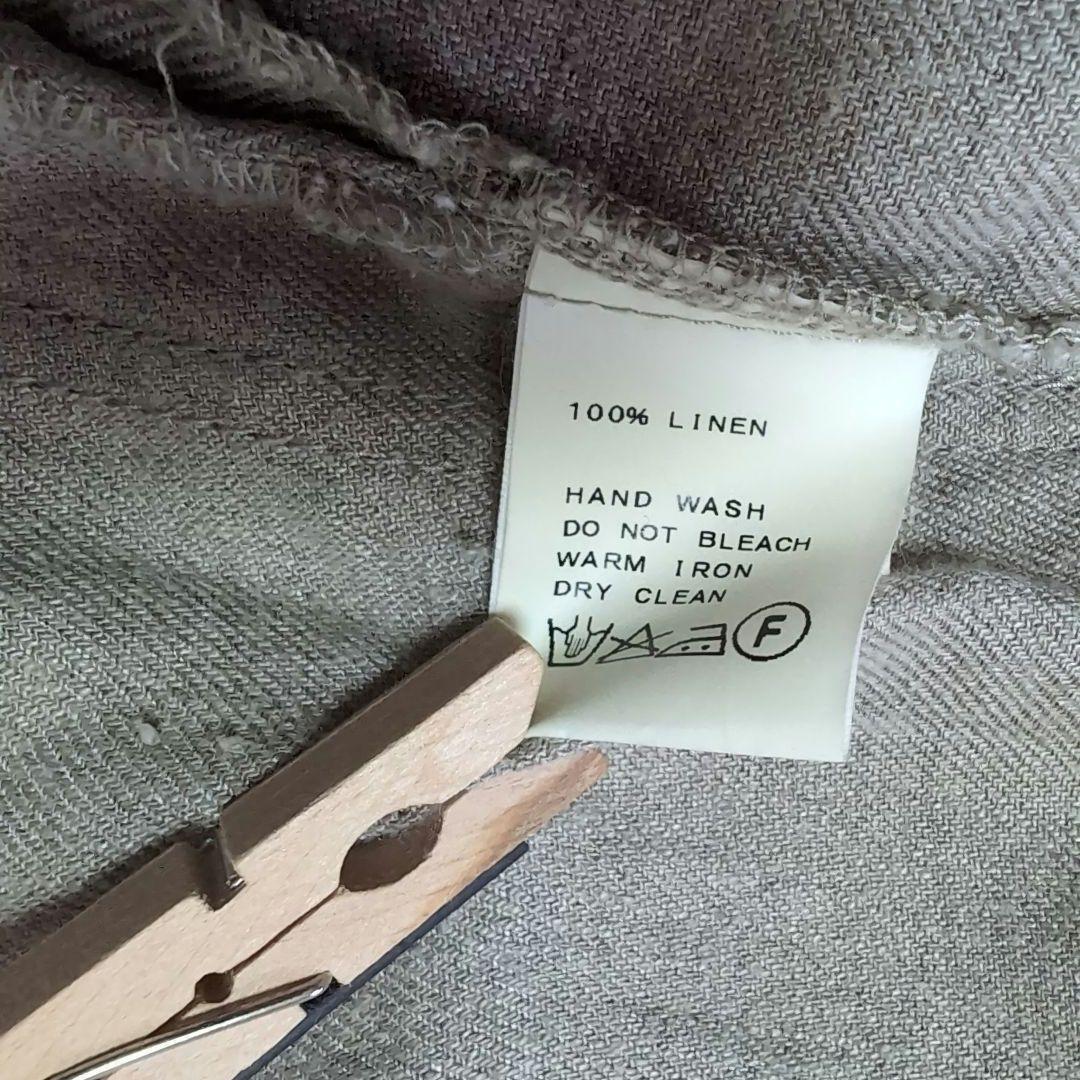 100% LINEN
HAND WASH
DO NOT BLEACH
WARM IRON
DRY CLEAN
F